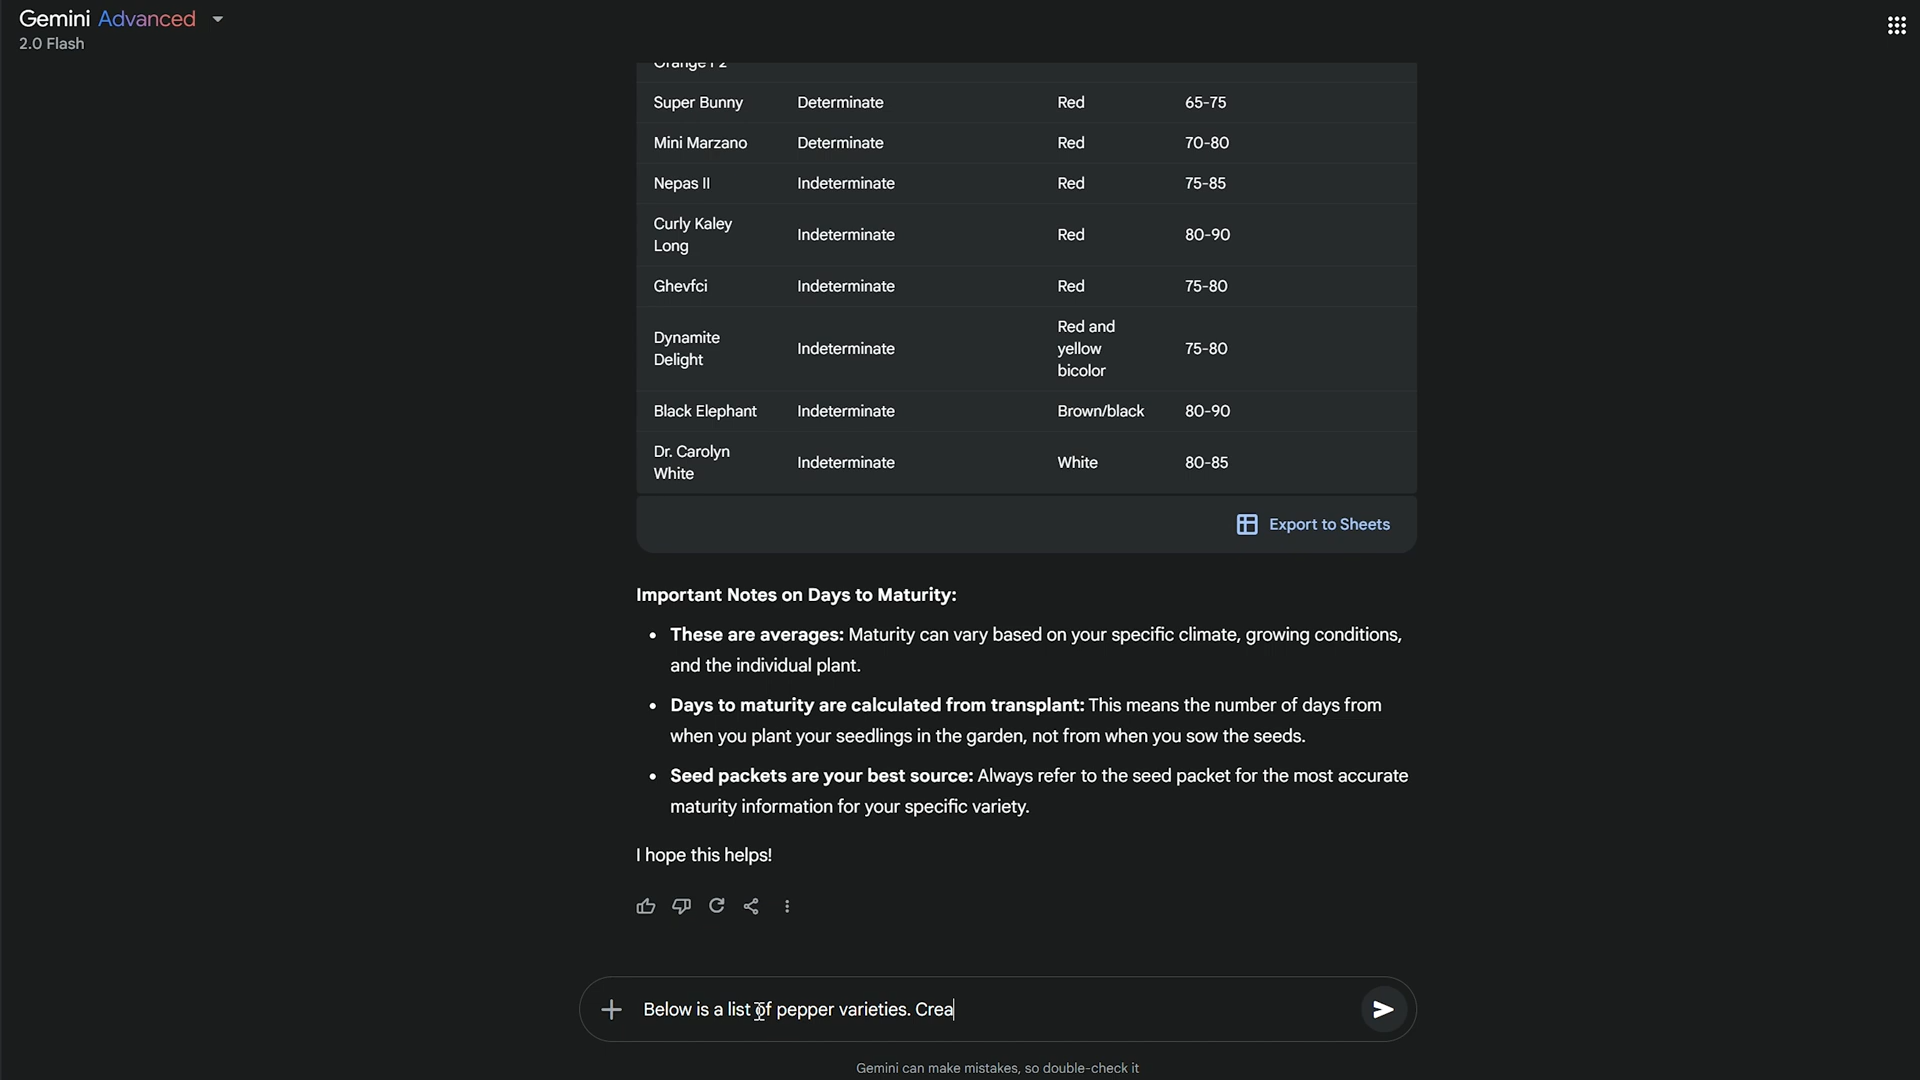 Gemini Advanced
2.0 Flash
Orange F2
Super Bunny Determinate Red 65-75
Mini Marzano Determinate Red 70-80
Nepas II Indeterminate Red 75-85
Curly Kaley
Long
Indeterminate Red 80-90
Ghevfci Indeterminate Red 75-80
Dynamite
Delight
Indeterminate
Red and
yellow
bicolor
75-80
Black Elephant Indeterminate Brown/black 80-90
Dr. Carolyn
White
Indeterminate White 80-85
Export to Sheets
Important Notes on Days to Maturity:
These are averages: Maturity can vary based on your specific climate, growing conditions,
and the individual plant.
Days to maturity are calculated from transplant: This means the number of days from
when you plant your seedlings in the garden, not from when you sow the seeds.
Seed packets are your best source: Always refer to the seed packet for the most accurate
maturity information for your specific variety.
I hope this helps!
Below is a list of pepper varieties. Crea
Gemini can make mistakes, so double-check it